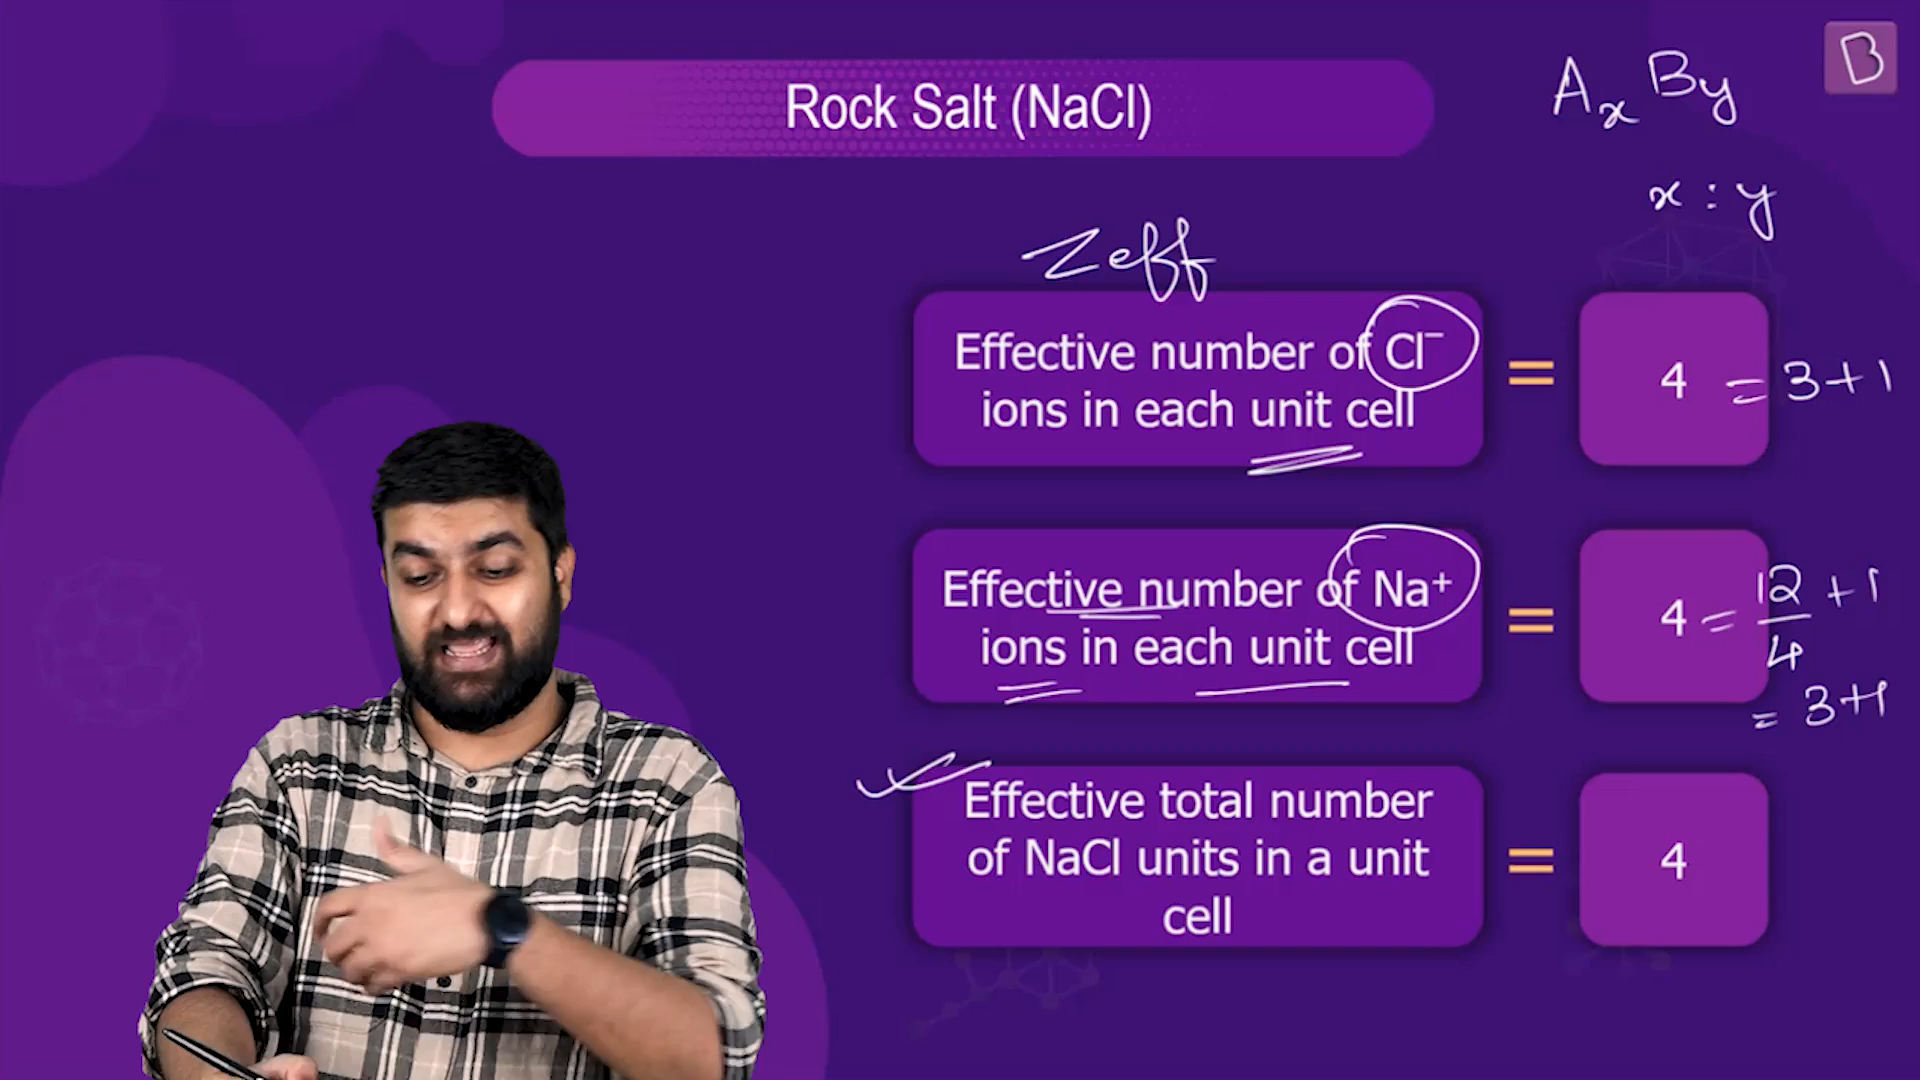 Rock Salt (NaCl)
AxBy
B
x : y
Zeff
Effective number of Cl⁻
ions in each unit cell
=
4
= 3+1
Effective number of Na⁺
ions in each unit cell
=
4
= 12/4 + 1
= 3+1
Effective total number
of NaCl units in a unit
cell
=
4